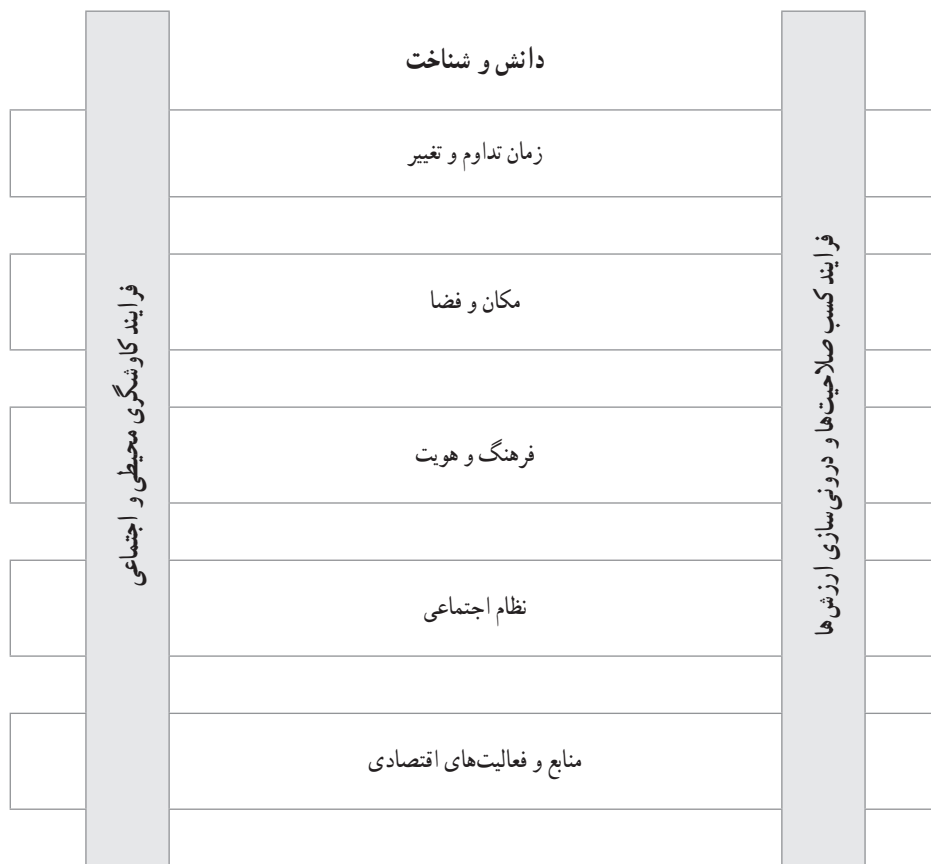 دانش و شناخت
فرایند کسب صلاحیت‌ها و درونی‌سازی ارزش‌ها
زمان تداوم و تغییر
مکان و فضا
فرهنگ و هویت
نظام اجتماعی
منابع و فعالیت‌های اقتصادی
فرایند کاوشگری محیطی و اجتماعی